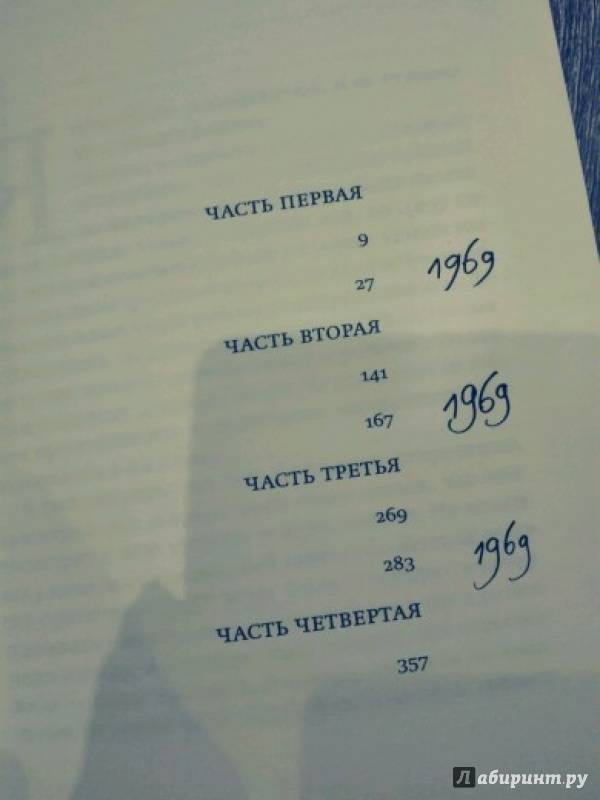 ЧАСТЬ ПЕРВАЯ
9
27 1969
ЧАСТЬ ВТОРАЯ
141
167 1969
ЧАСТЬ ТРЕТЬЯ
269
283 1969
ЧАСТЬ ЧЕТВЕРТАЯ
357
Лабиринт.ру